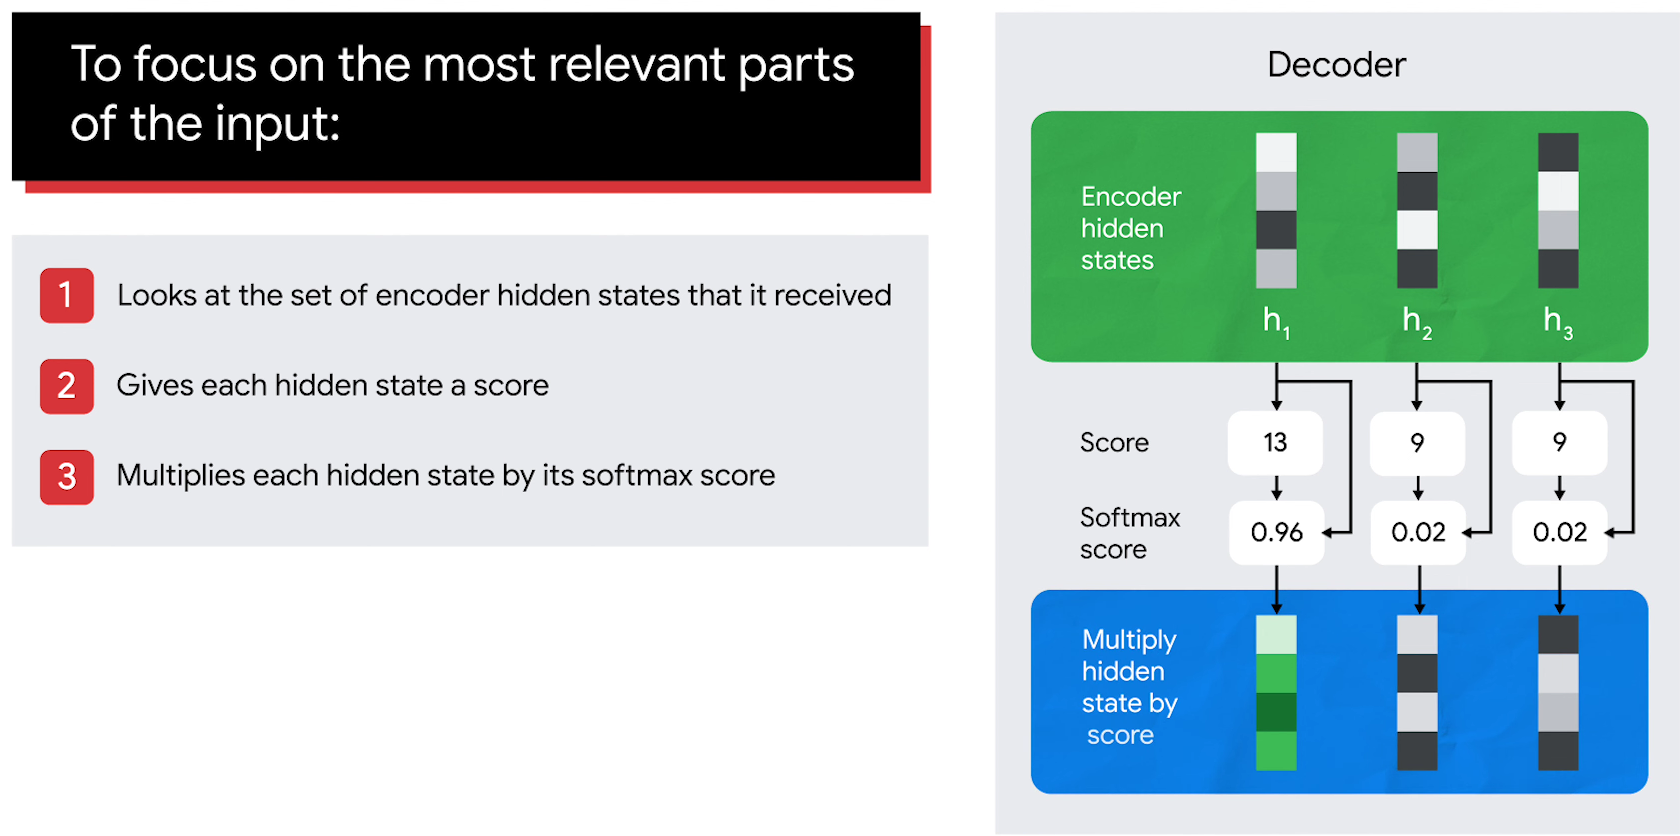 To focus on the most relevant parts
of the input:
1 Looks at the set of encoder hidden states that it received
2 Gives each hidden state a score
3 Multiplies each hidden state by its softmax score
Decoder
Encoder
hidden
states
h1 h2 h3
Score 13 9 9
Softmax
score
0.96 0.02 0.02
Multiply
hidden
state by
score